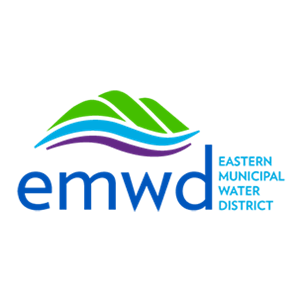 emwd
EASTERN
MUNICIPAL
WATER
DISTRICT